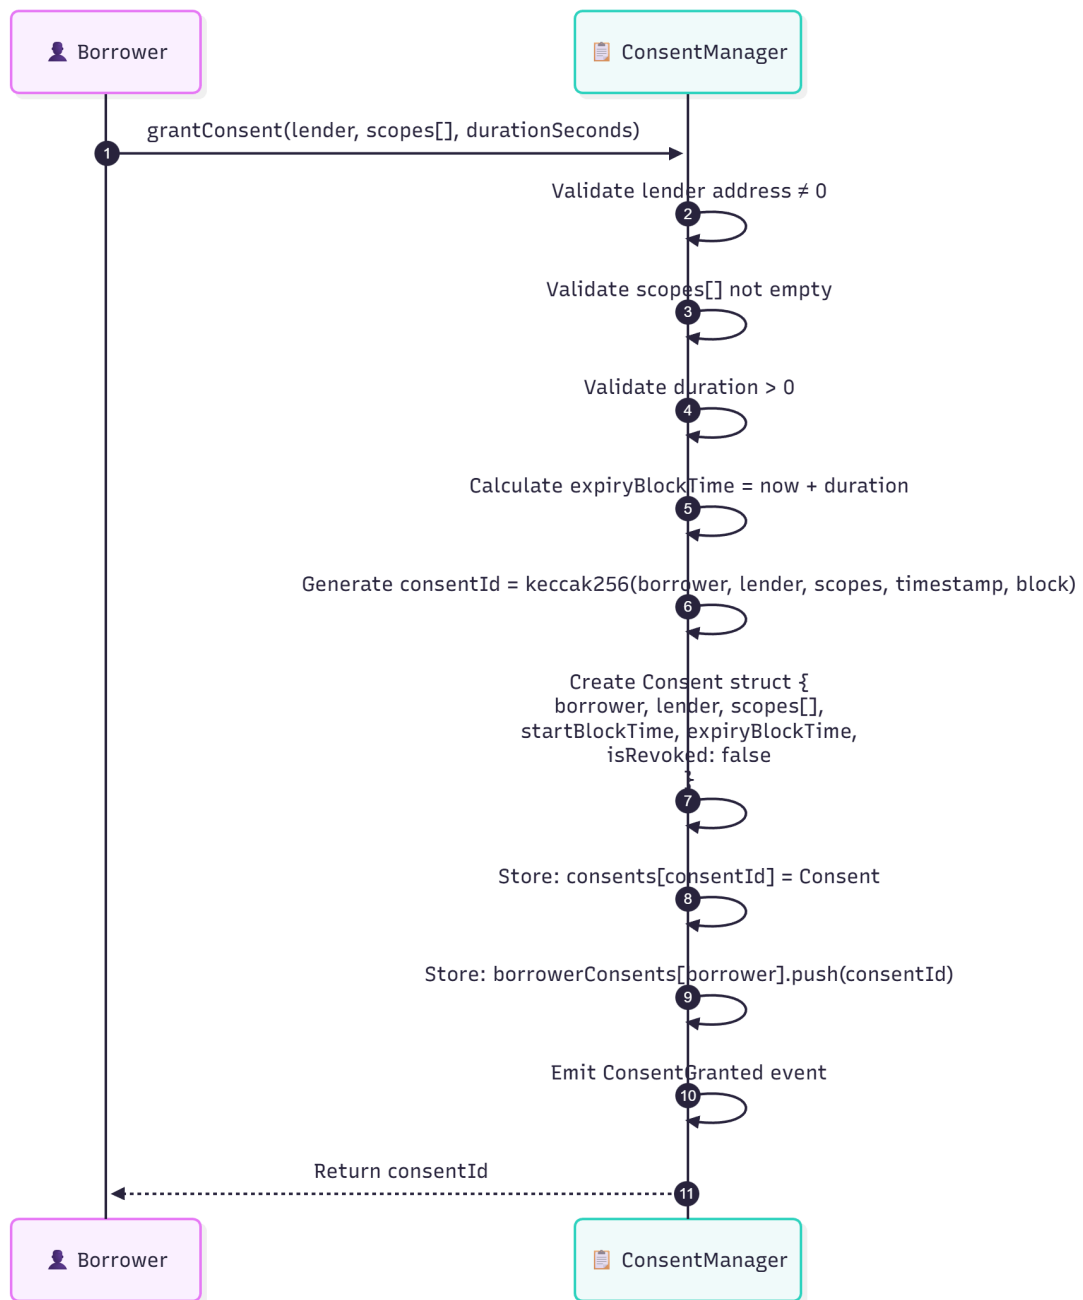 Borrower
ConsentManager
grantConsent(lender, scopes[], durationSeconds)
1
Validate lender address ≠ 0
2
Validate scopes[] not empty
3
Validate duration > 0
4
Calculate expiryBlockTime = now + duration
5
Generate consentId = keccak256(borrower, lender, scopes, timestamp, block)
6
Create Consent struct {
borrower, lender, scopes[],
startBlockTime, expiryBlockTime,
isRevoked: false
}
7
Store: consents[consentId] = Consent
8
Store: borrowerConsents[borrower].push(consentId)
9
Emit ConsentGranted event
10
Return consentId
11
Borrower
ConsentManager